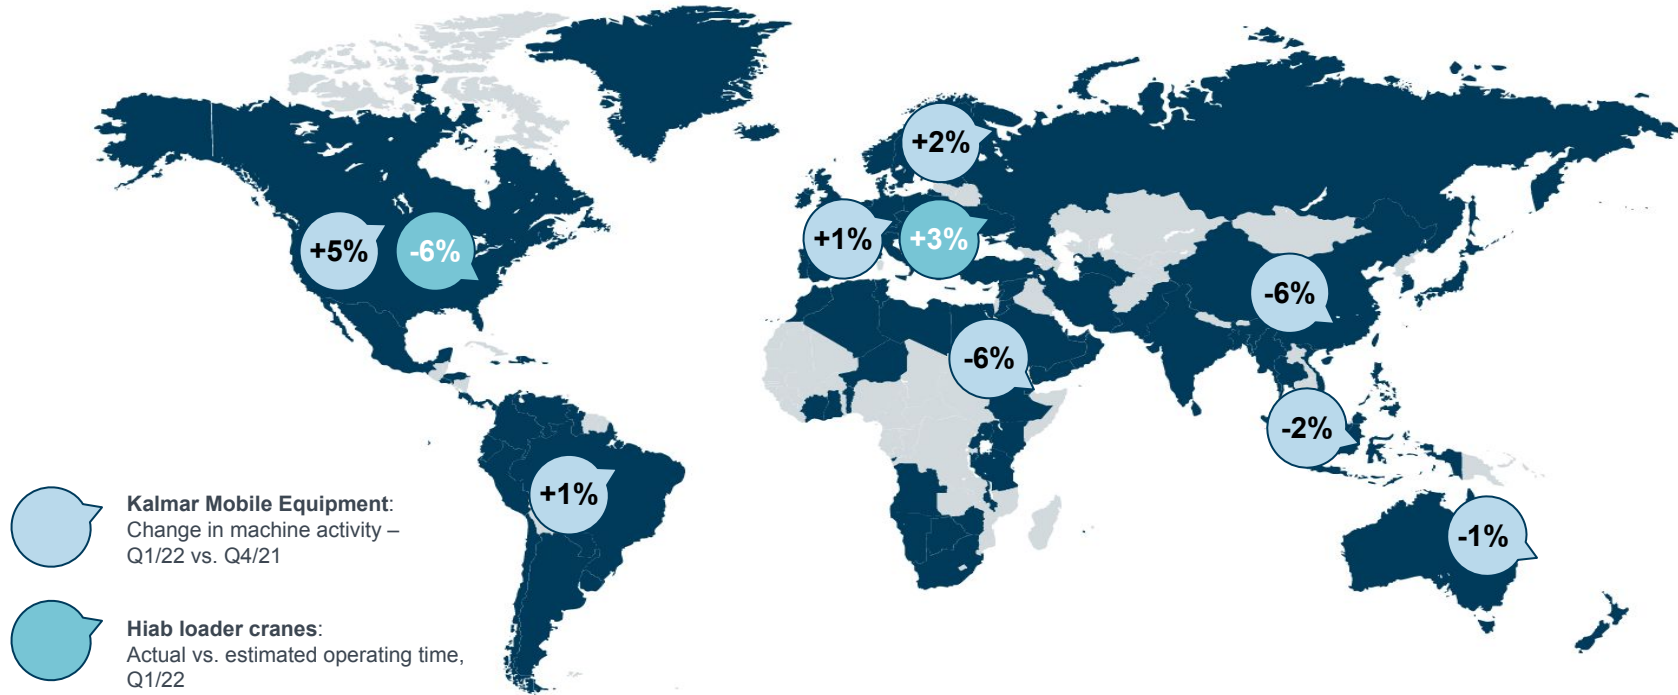 +2%
+5%
-6%
+1%
+3%
-6%
-6%
-2%
+1%
-1%
Kalmar Mobile Equipment:
Change in machine activity –
Q1/22 vs. Q4/21
Hiab loader cranes:
Actual vs. estimated operating time,
Q1/22